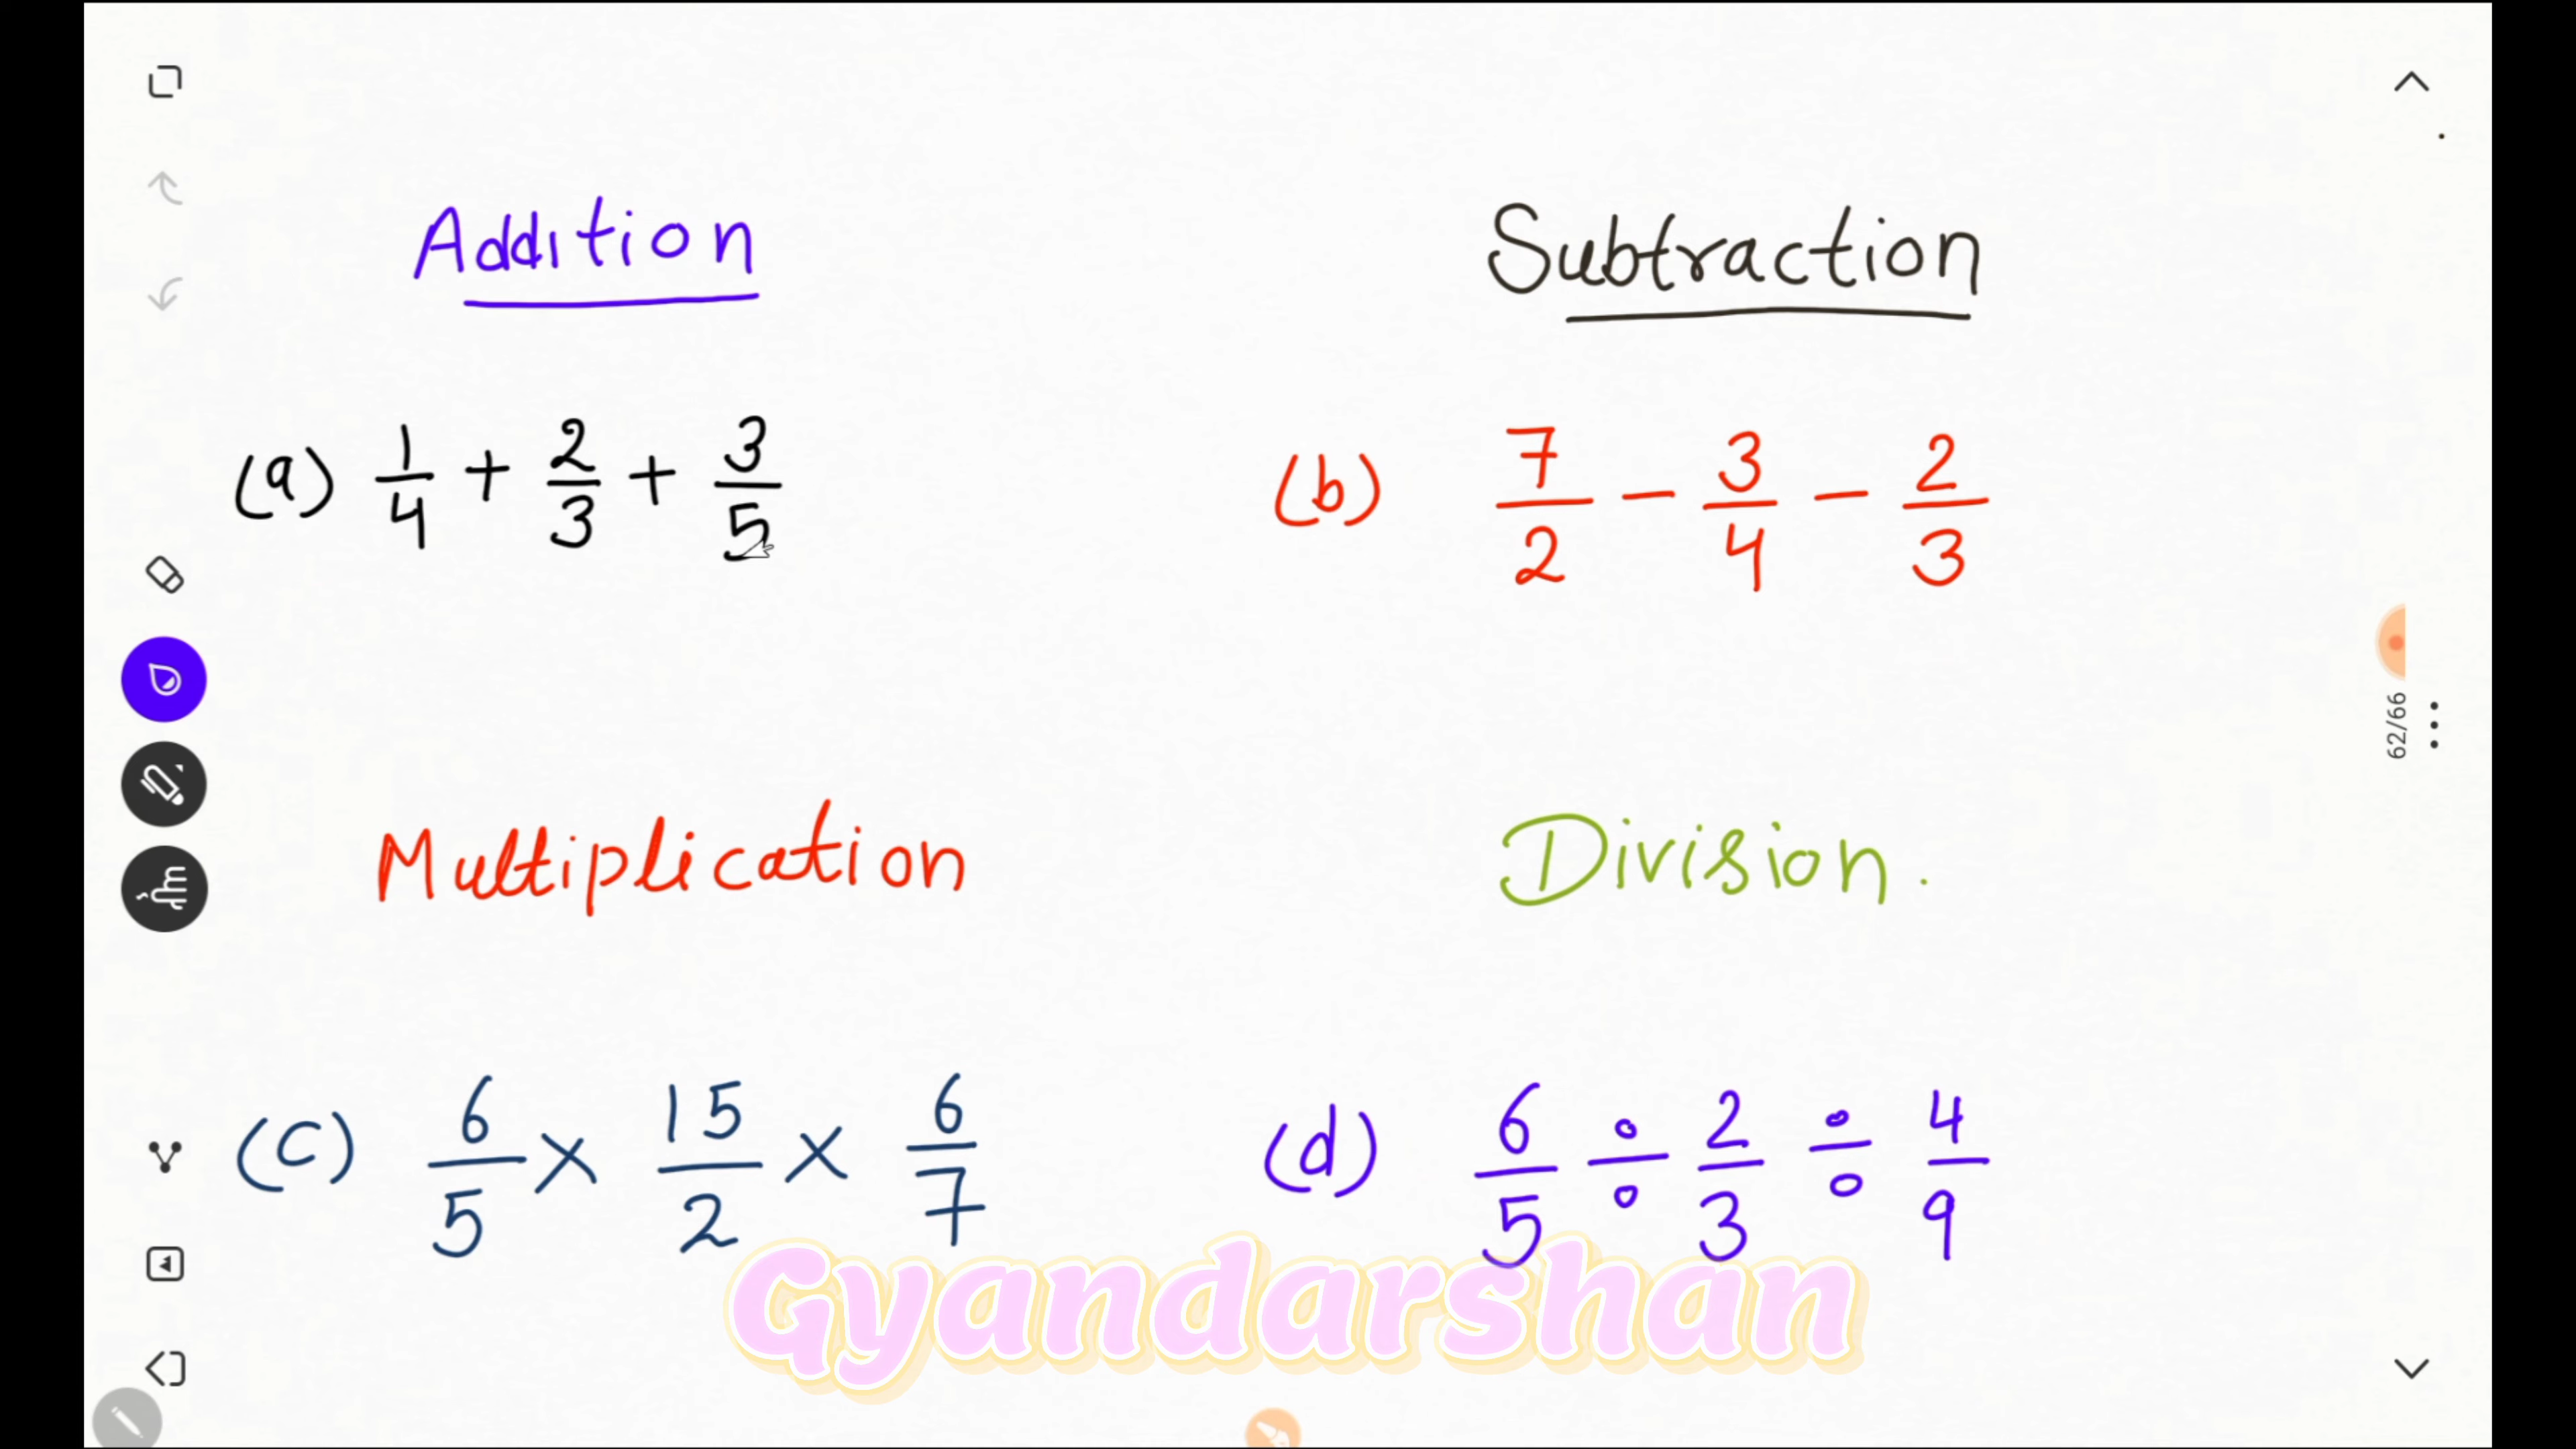 Addition
(a) 1/4 + 2/3 + 3/5
Subtraction
(b) 7/2 - 3/4 - 2/3
Multiplication
(c) 6/5 × 15/2 × 6/7
Division.
(d) 6/5 ÷ 2/3 ÷ 4/9
Gyandarshan
62/66